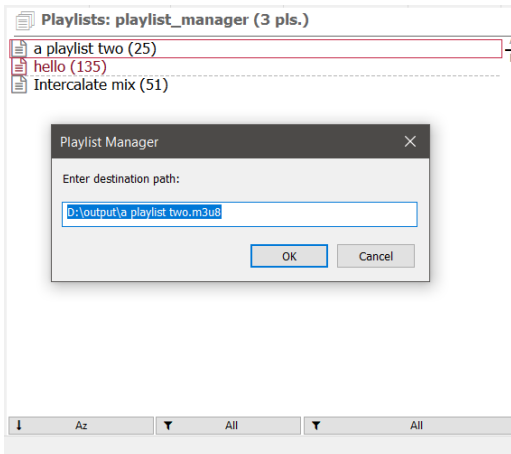 Playlists: playlist_manager (3 pls.)
a playlist two (25)
hello (135)
Intercalate mix (51)
Playlist Manager
Enter destination path:
D:\output\a playlist two.m3u8
OK Cancel
Az All All